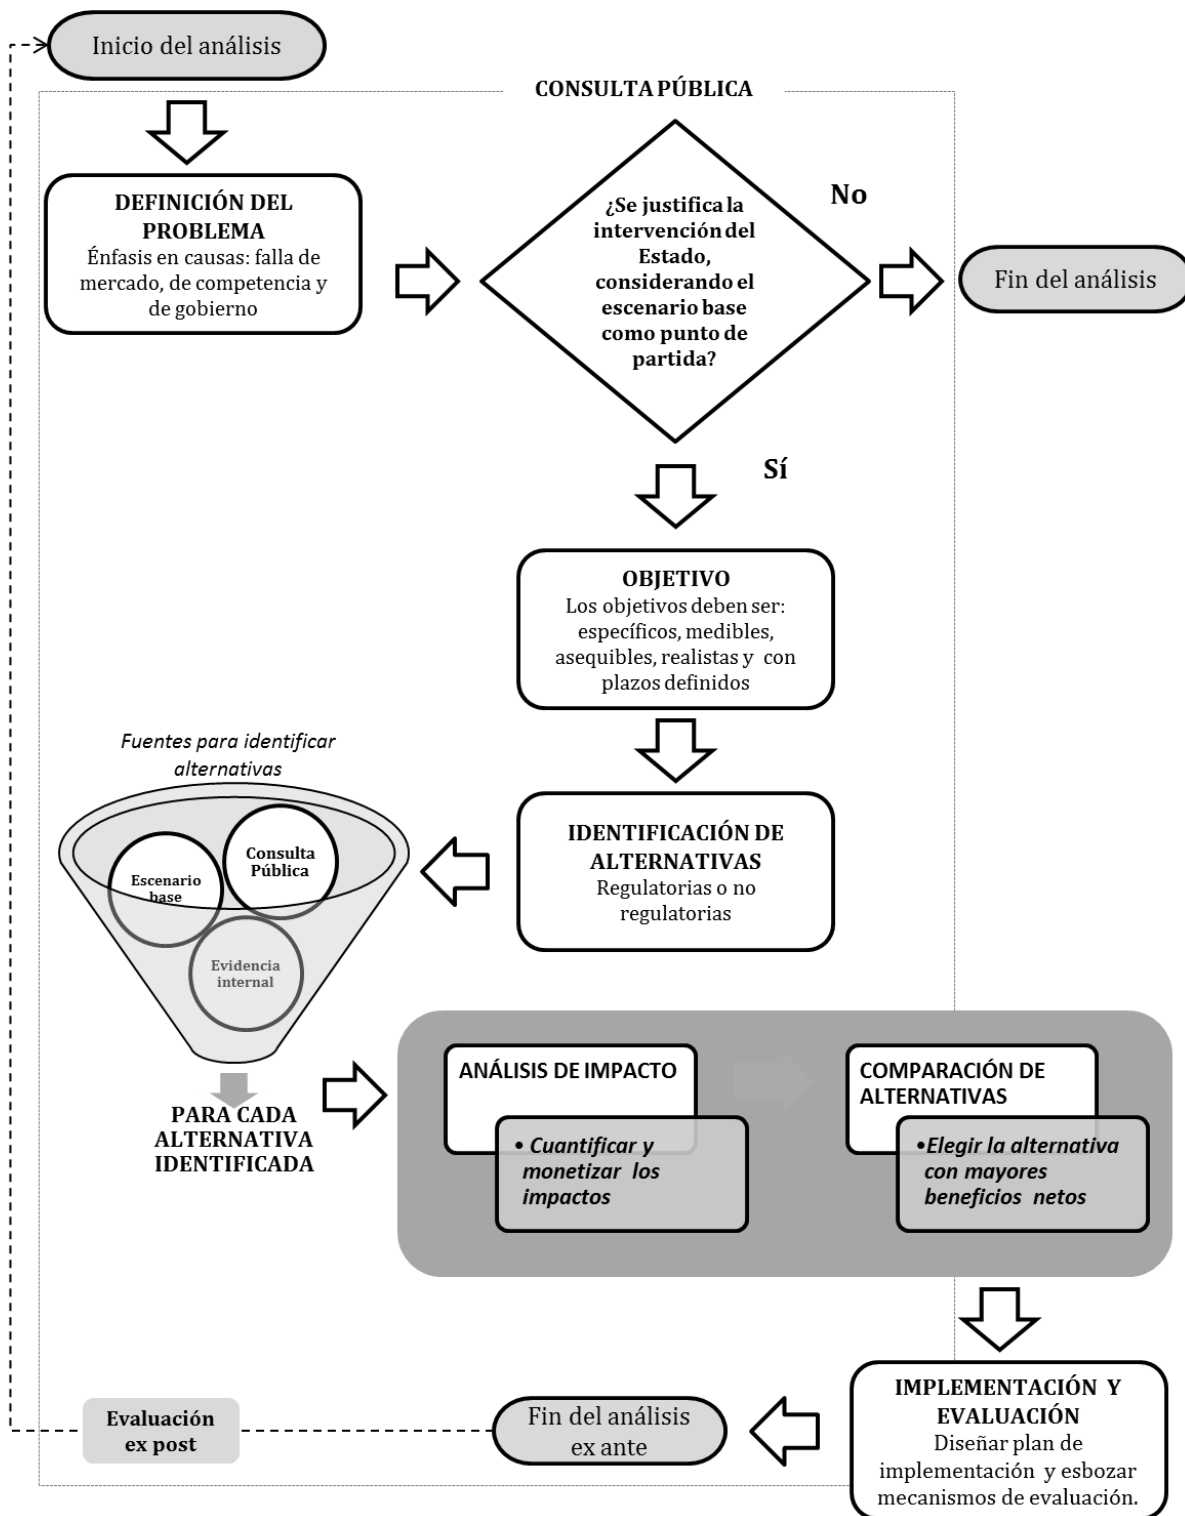 Inicio del análisis
CONSULTA PÚBLICA
DEFINICIÓN DEL
PROBLEMA
Énfasis en causas: falla de
mercado, de competencia y
de gobierno
¿Se justifica la
intervención del
Estado,
considerando el
escenario base
como punto de
partida?
No
Fin del análisis
Sí
OBJETIVO
Los objetivos deben ser:
específicos, medibles,
asequibles, realistas y con
plazos definidos
Fuentes para identificar
alternativas
Consulta
Pública
Escenario
base
Evidencia
internal
IDENTIFICACIÓN DE
ALTERNATIVAS
Regulatorias o no
regulatorias
PARA CADA
ALTERNATIVA
IDENTIFICADA
ANÁLISIS DE IMPACTO
• Cuantificar y
monetizar los
impactos
COMPARACIÓN DE
ALTERNATIVAS
• Elegir la alternativa
con mayores
beneficios netos
IMPLEMENTACIÓN Y
EVALUACIÓN
Diseñar plan de
implementación y esbozar
mecanismos de evaluación.
Fin del análisis
ex ante
Evaluación
ex post